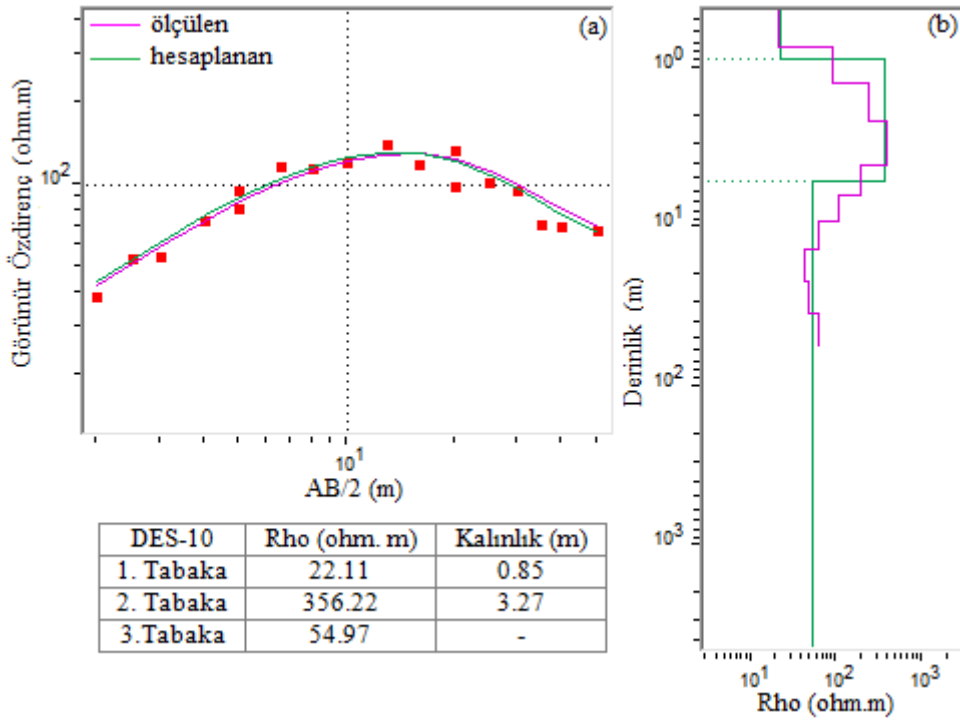 ölçülen
hesaplanan
(a)
Görünür Özdirenç (ohm.m)
10²
10¹
AB/2 (m)
(b)
Derinlik (m)
10⁰
10¹
10²
10³
10¹ 10² 10³
Rho (ohm.m)
DES-10 Rho (ohm. m) Kalınlık (m)
1. Tabaka 22.11 0.85
2. Tabaka 356.22 3.27
3.Tabaka 54.97 -